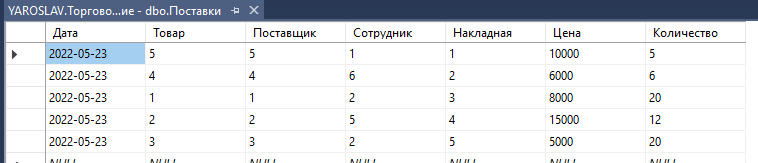 YAROSLAV.Торгово...ие - dbo.Поставки
Дата Товар Поставщик Сотрудник Накладная Цена Количество
2022-05-23 5 5 1 1 10000 5
2022-05-23 4 4 6 2 6000 6
2022-05-23 1 1 2 3 8000 20
2022-05-23 2 2 5 4 15000 12
2022-05-23 3 3 2 5 5000 20
NULL NULL NULL NULL NULL NULL NULL